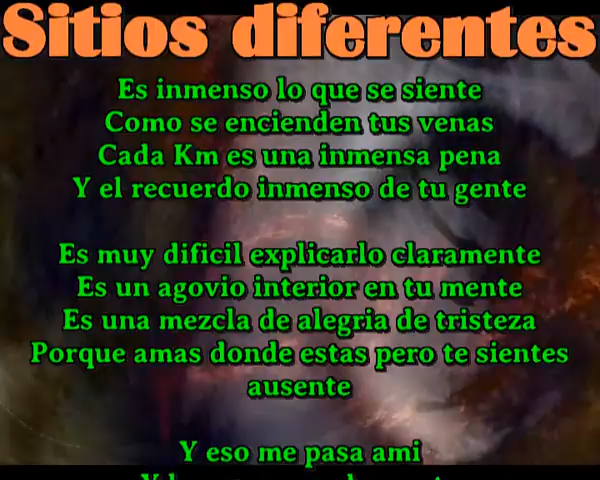 Sitios diferentes
Es inmenso lo que se siente
Como se encienden tus venas
Cada Km es una inmensa pena
Y el recuerdo inmenso de tu gente
Es muy dificil explicarlo claramente
Es un agovio interior en tu mente
Es una mezcla de alegria de tristeza
Porque amas donde estas pero te sientes
ausente
Y eso me pasa ami